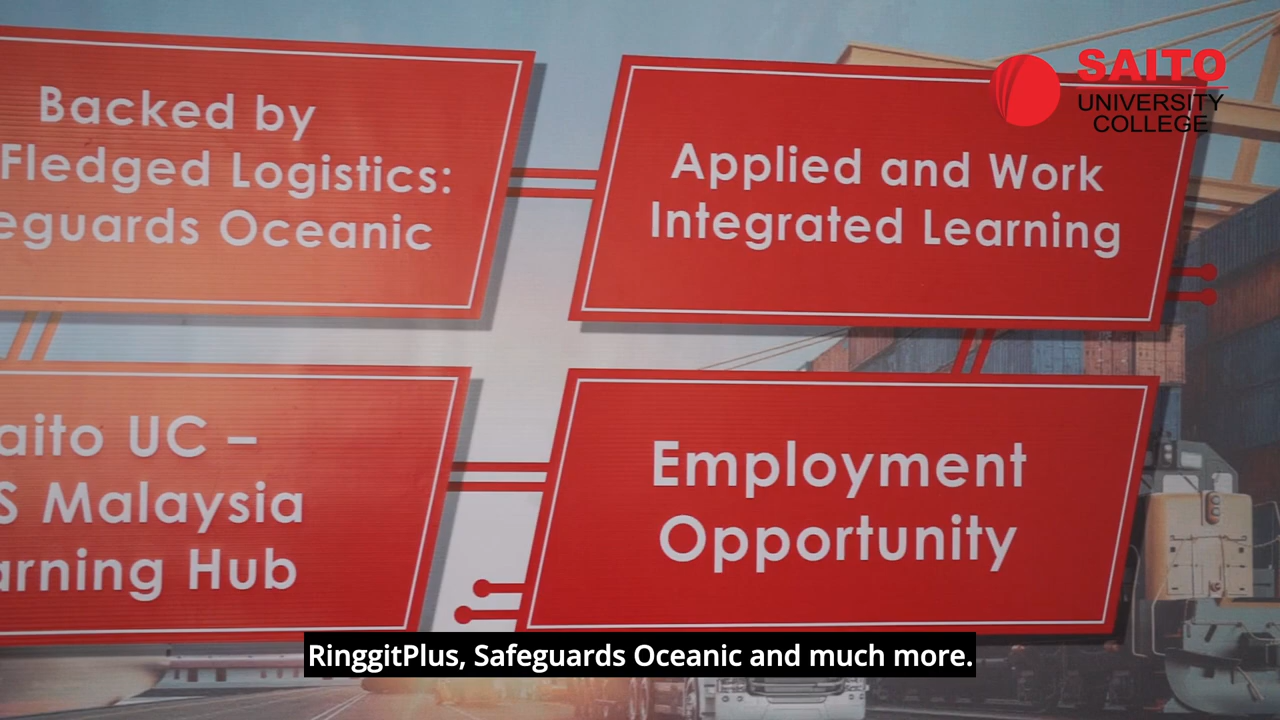 SAITO
UNIVERSITY
COLLEGE
Backed by
Fledged Logistics:
eguards Oceanic
Applied and Work
Integrated Learning
aito UC –
S Malaysia
rning Hub
Employment
Opportunity
RinggitPlus, Safeguards Oceanic and much more.